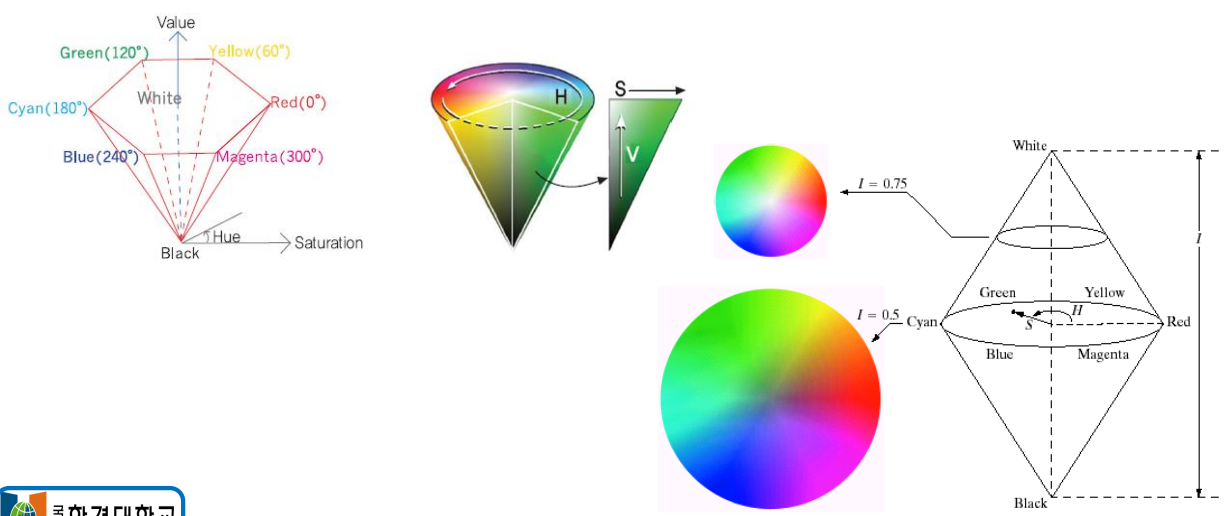 Value
Green(120°)
Yellow(60°)
White
Cyan(180°)
Red(0°)
Blue(240°)
Magenta(300°)
Hue
Saturation
Black
H
S
V
White
I = 0.75
I
Green
Yellow
H
I = 0.5
Cyan
S
Red
Blue
Magenta
Black